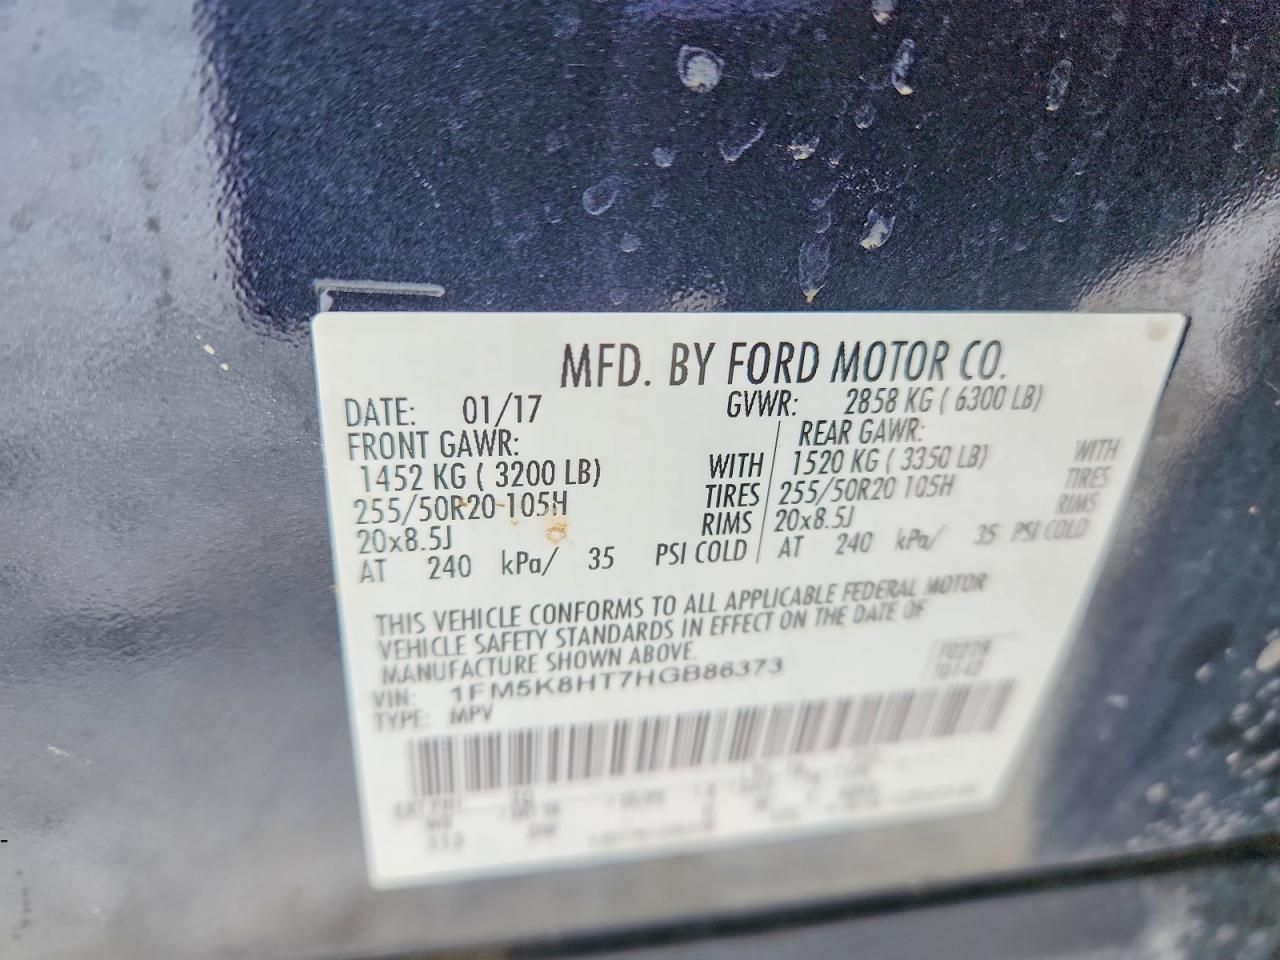 MFD. BY FORD MOTOR CO.
DATE: 01/17 GVWR: 2858 KG ( 6300 LB)
FRONT GAWR: REAR GAWR:
1452 KG ( 3200 LB) WITH 1520 KG ( 3350 LB) WITH
255/50R20 105H TIRES 255/50R20 105H TIRES
20x8.5J RIMS 20x8.5J RIMS
AT 240 kPa/ 35 PSI COLD AT 240 kPa/ 35 PSI COLD
THIS VEHICLE CONFORMS TO ALL APPLICABLE FEDERAL MOTOR
VEHICLE SAFETY STANDARDS IN EFFECT ON THE DATE OF
MANUFACTURE SHOWN ABOVE.
VIN: 1FM5K8HT7HGB86373
TYPE: MPV